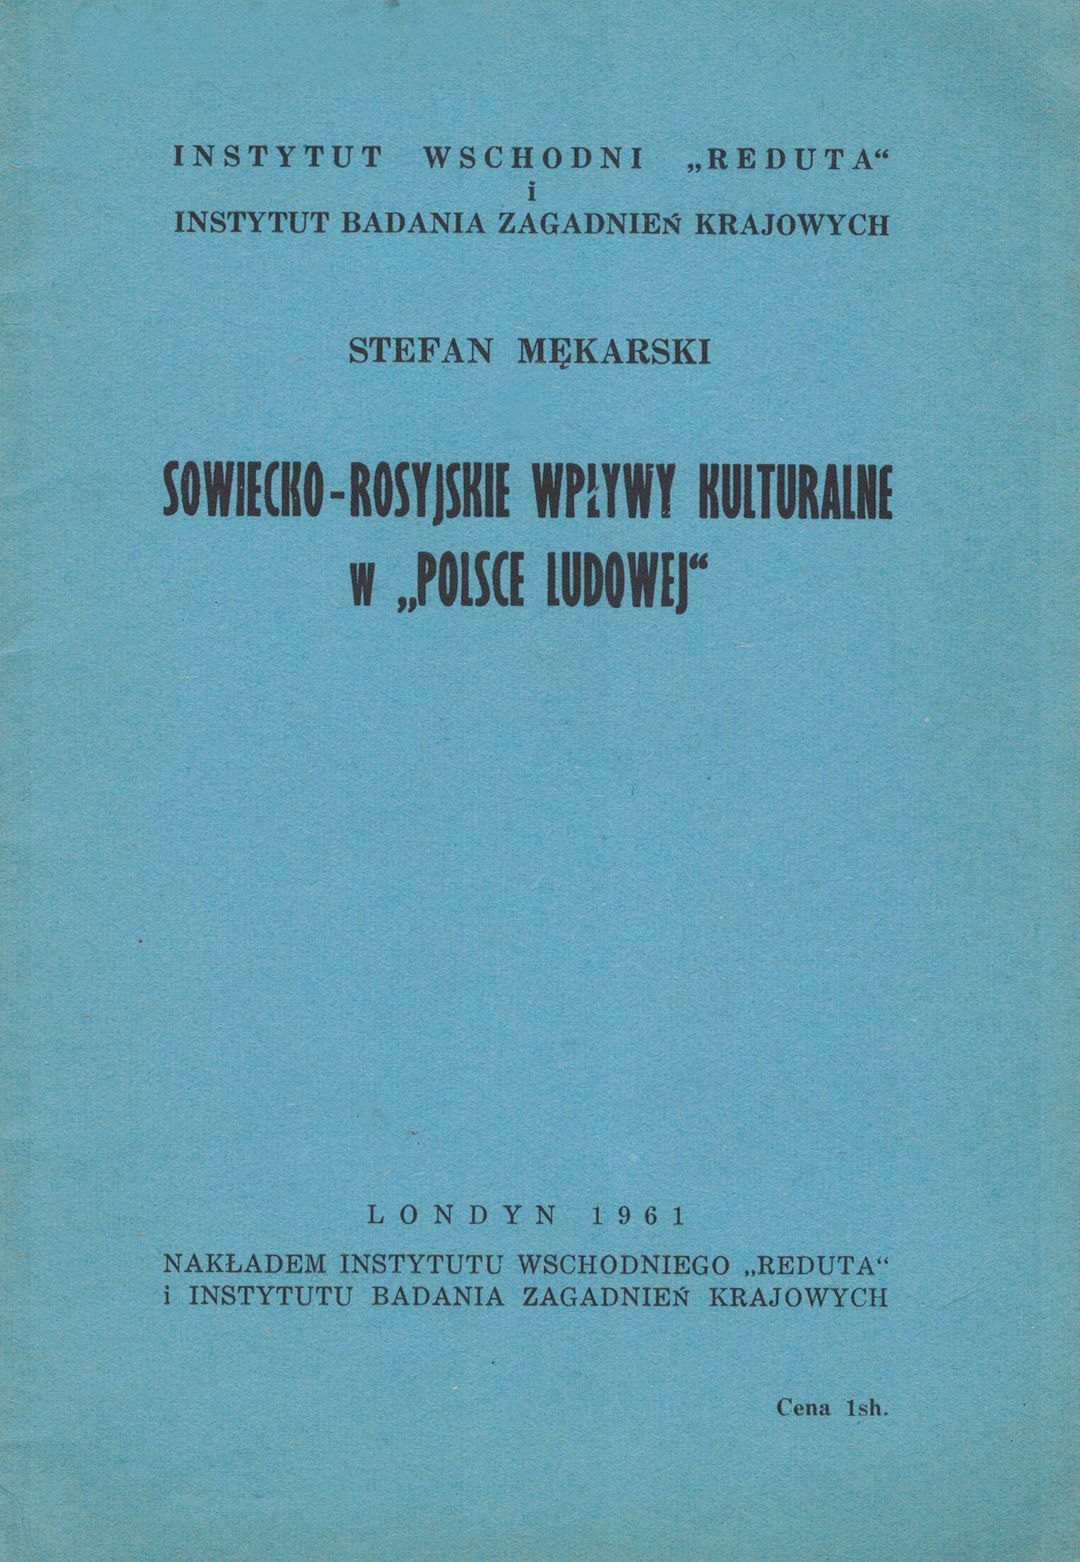 INSTYTUT WSCHODNI „REDUTA“
i
INSTYTUT BADANIA ZAGADNIEŃ KRAJOWYCH
STEFAN MĘKARSKI
SOWIECKO-ROSYJSKIE WPŁYWY KULTURALNE
w „POLSCE LUDOWEJ“
LONDYN 1961
NAKŁADEM INSTYTUTU WSCHODNIEGO „REDUTA“
i INSTYTUTU BADANIA ZAGADNIEŃ KRAJOWYCH
Cena 1sh.